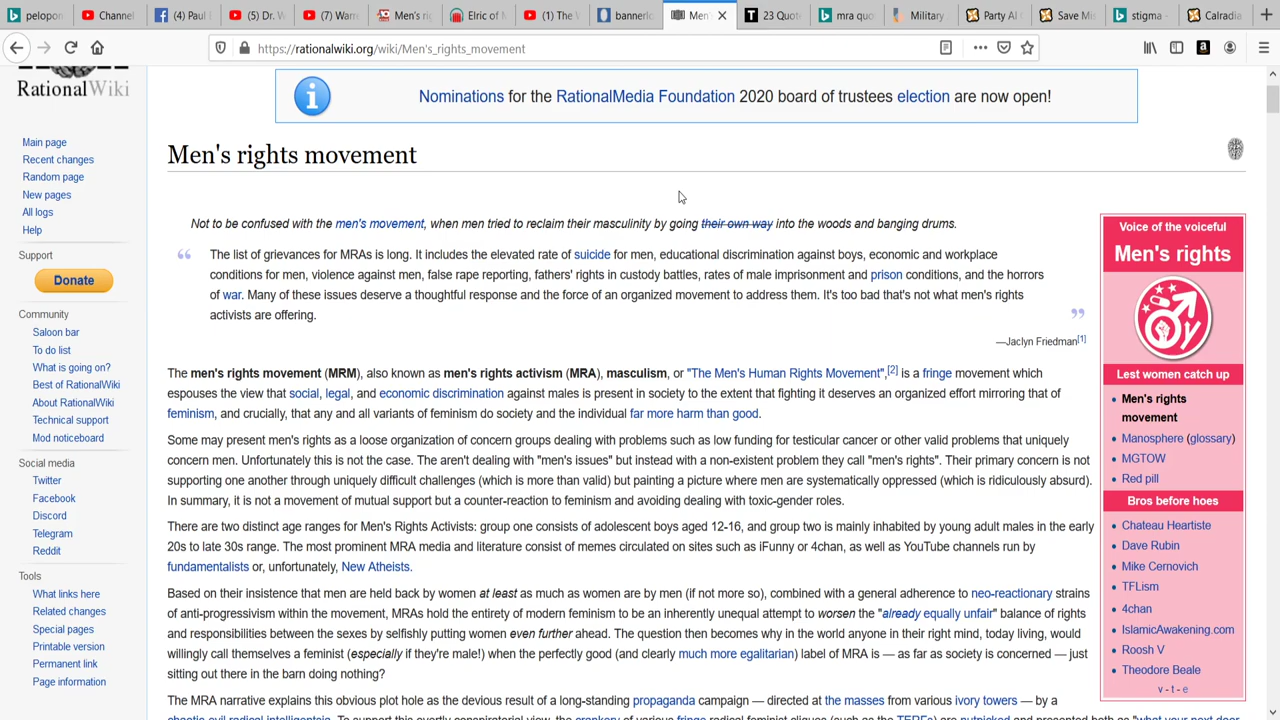 pelopon
Channel
(4) Paul
(5) Dr. W
(7) Warre
Men's rig
Elric of M
(1) The W
bannerlo
Men'
23 Quot
mra quo
Military
Party AI
Save Mis
stigma -
Calradia
https://rationalwiki.org/wiki/Men's_rights_movement
RationalWiki
Main page
Recent changes
Random page
New pages
All logs
Help
Support
Donate
Community
Saloon bar
To do list
What is going on?
Best of RationalWiki
About RationalWiki
Technical support
Mod noticeboard
Social media
Twitter
Facebook
Discord
Telegram
Reddit
Tools
What links here
Related changes
Special pages
Printable version
Permanent link
Page information
Nominations for the RationalMedia Foundation 2020 board of trustees election are now open!
Men's rights movement
Not to be confused with the men's movement, when men tried to reclaim their masculinity by going their own way into the woods and banging drums.
“ The list of grievances for MRAs is long. It includes the elevated rate of suicide for men, educational discrimination against boys, economic and workplace
conditions for men, violence against men, false rape reporting, fathers' rights in custody battles, rates of male imprisonment and prison conditions, and the horrors
of war. Many of these issues deserve a thoughtful response and the force of an organized movement to address them. It's too bad that's not what men's rights
activists are offering. ”
—Jaclyn Friedman[1]
The men's rights movement (MRM), also known as men's rights activism (MRA), masculism, or "The Men's Human Rights Movement",[2] is a fringe movement which
espouses the view that social, legal, and economic discrimination against males is present in society to the extent that fighting it deserves an organized effort mirroring that of
feminism, and crucially, that any and all variants of feminism do society and the individual far more harm than good.
Some may present men's rights as a loose organization of concern groups dealing with problems such as low funding for testicular cancer or other valid problems that uniquely
concern men. Unfortunately this is not the case. The aren't dealing with "men's issues" but instead with a non-existent problem they call "men's rights". Their primary concern is not
supporting one another through uniquely difficult challenges (which is more than valid) but painting a picture where men are systematically oppressed (which is ridiculously absurd).
In summary, it is not a movement of mutual support but a counter-reaction to feminism and avoiding dealing with toxic-gender roles.
There are two distinct age ranges for Men's Rights Activists; group one consists of adolescent boys aged 12-16, and group two is mainly inhabited by young adult males in the early
20s to late 30s range. The most prominent MRA media and literature consist of memes circulated on sites such as iFunny or 4chan, as well as YouTube channels run by
fundamentalists or, unfortunately, New Atheists.
Based on their insistence that men are held back by women at least as much as women are by men (if not more so), combined with a general adherence to neo-reactionary strains
of anti-progressivism within the movement, MRAs hold the entirety of modern feminism to be an inherently unequal attempt to worsen the "already equally unfair" balance of rights
and responsibilities between the sexes by selfishly putting women even further ahead. The question then becomes why in the world anyone in their right mind, today living, would
willingly call themselves a feminist (especially if they're male!) when the perfectly good (and clearly much more egalitarian) label of MRA is — as far as society is concerned — just
sitting out there in the barn doing nothing?
The MRA narrative explains this obvious plot hole as the devious result of a long-standing propaganda campaign — directed at the masses from various ivory towers — by a
Voice of the voiceful
Men's rights
Lest women catch up
Men's rights
movement
Manosphere (glossary)
MGTOW
Red pill
Bros before hoes
Chateau Heartiste
Dave Rubin
Mike Cernovich
TFLism
4chan
IslamicAwakening.com
Roosh V
Theodore Beale
v - t - e